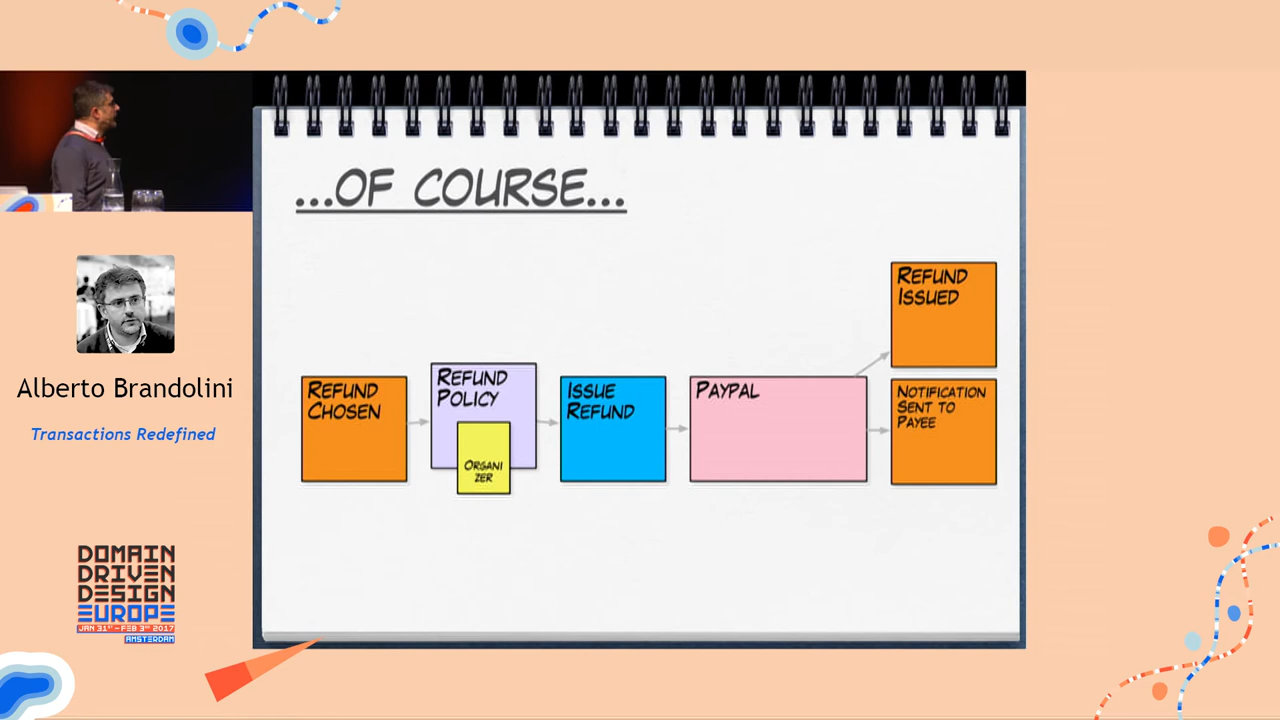 ...OF COURSE...
REFUND
ISSUED
REFUND
CHOSEN
REFUND
POLICY
ORGANI
ZER
ISSUE
REFUND
PAYPAL
NOTIFICATION
SENT TO
PAYEE
Alberto Brandolini
Transactions Redefined
DOMAIN
DRIVEN
DESIGN
EUROPE
JAN 31ST-FEB 3RD 2017
AMSTERDAM